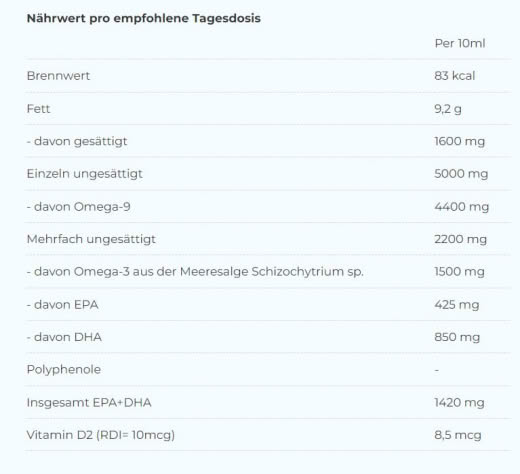 Nährwert pro empfohlene Tagesdosis
Per 10ml
Brennwert 83 kcal
Fett 9,2 g
- davon gesättigt 1600 mg
Einzeln ungesättigt 5000 mg
- davon Omega-9 4400 mg
Mehrfach ungesättigt 2200 mg
- davon Omega-3 aus der Meeresalge Schizochytrium sp. 1500 mg
- davon EPA 425 mg
- davon DHA 850 mg
Polyphenole -
Insgesamt EPA+DHA 1420 mg
Vitamin D2 (RDI= 10mcg) 8,5 mcg